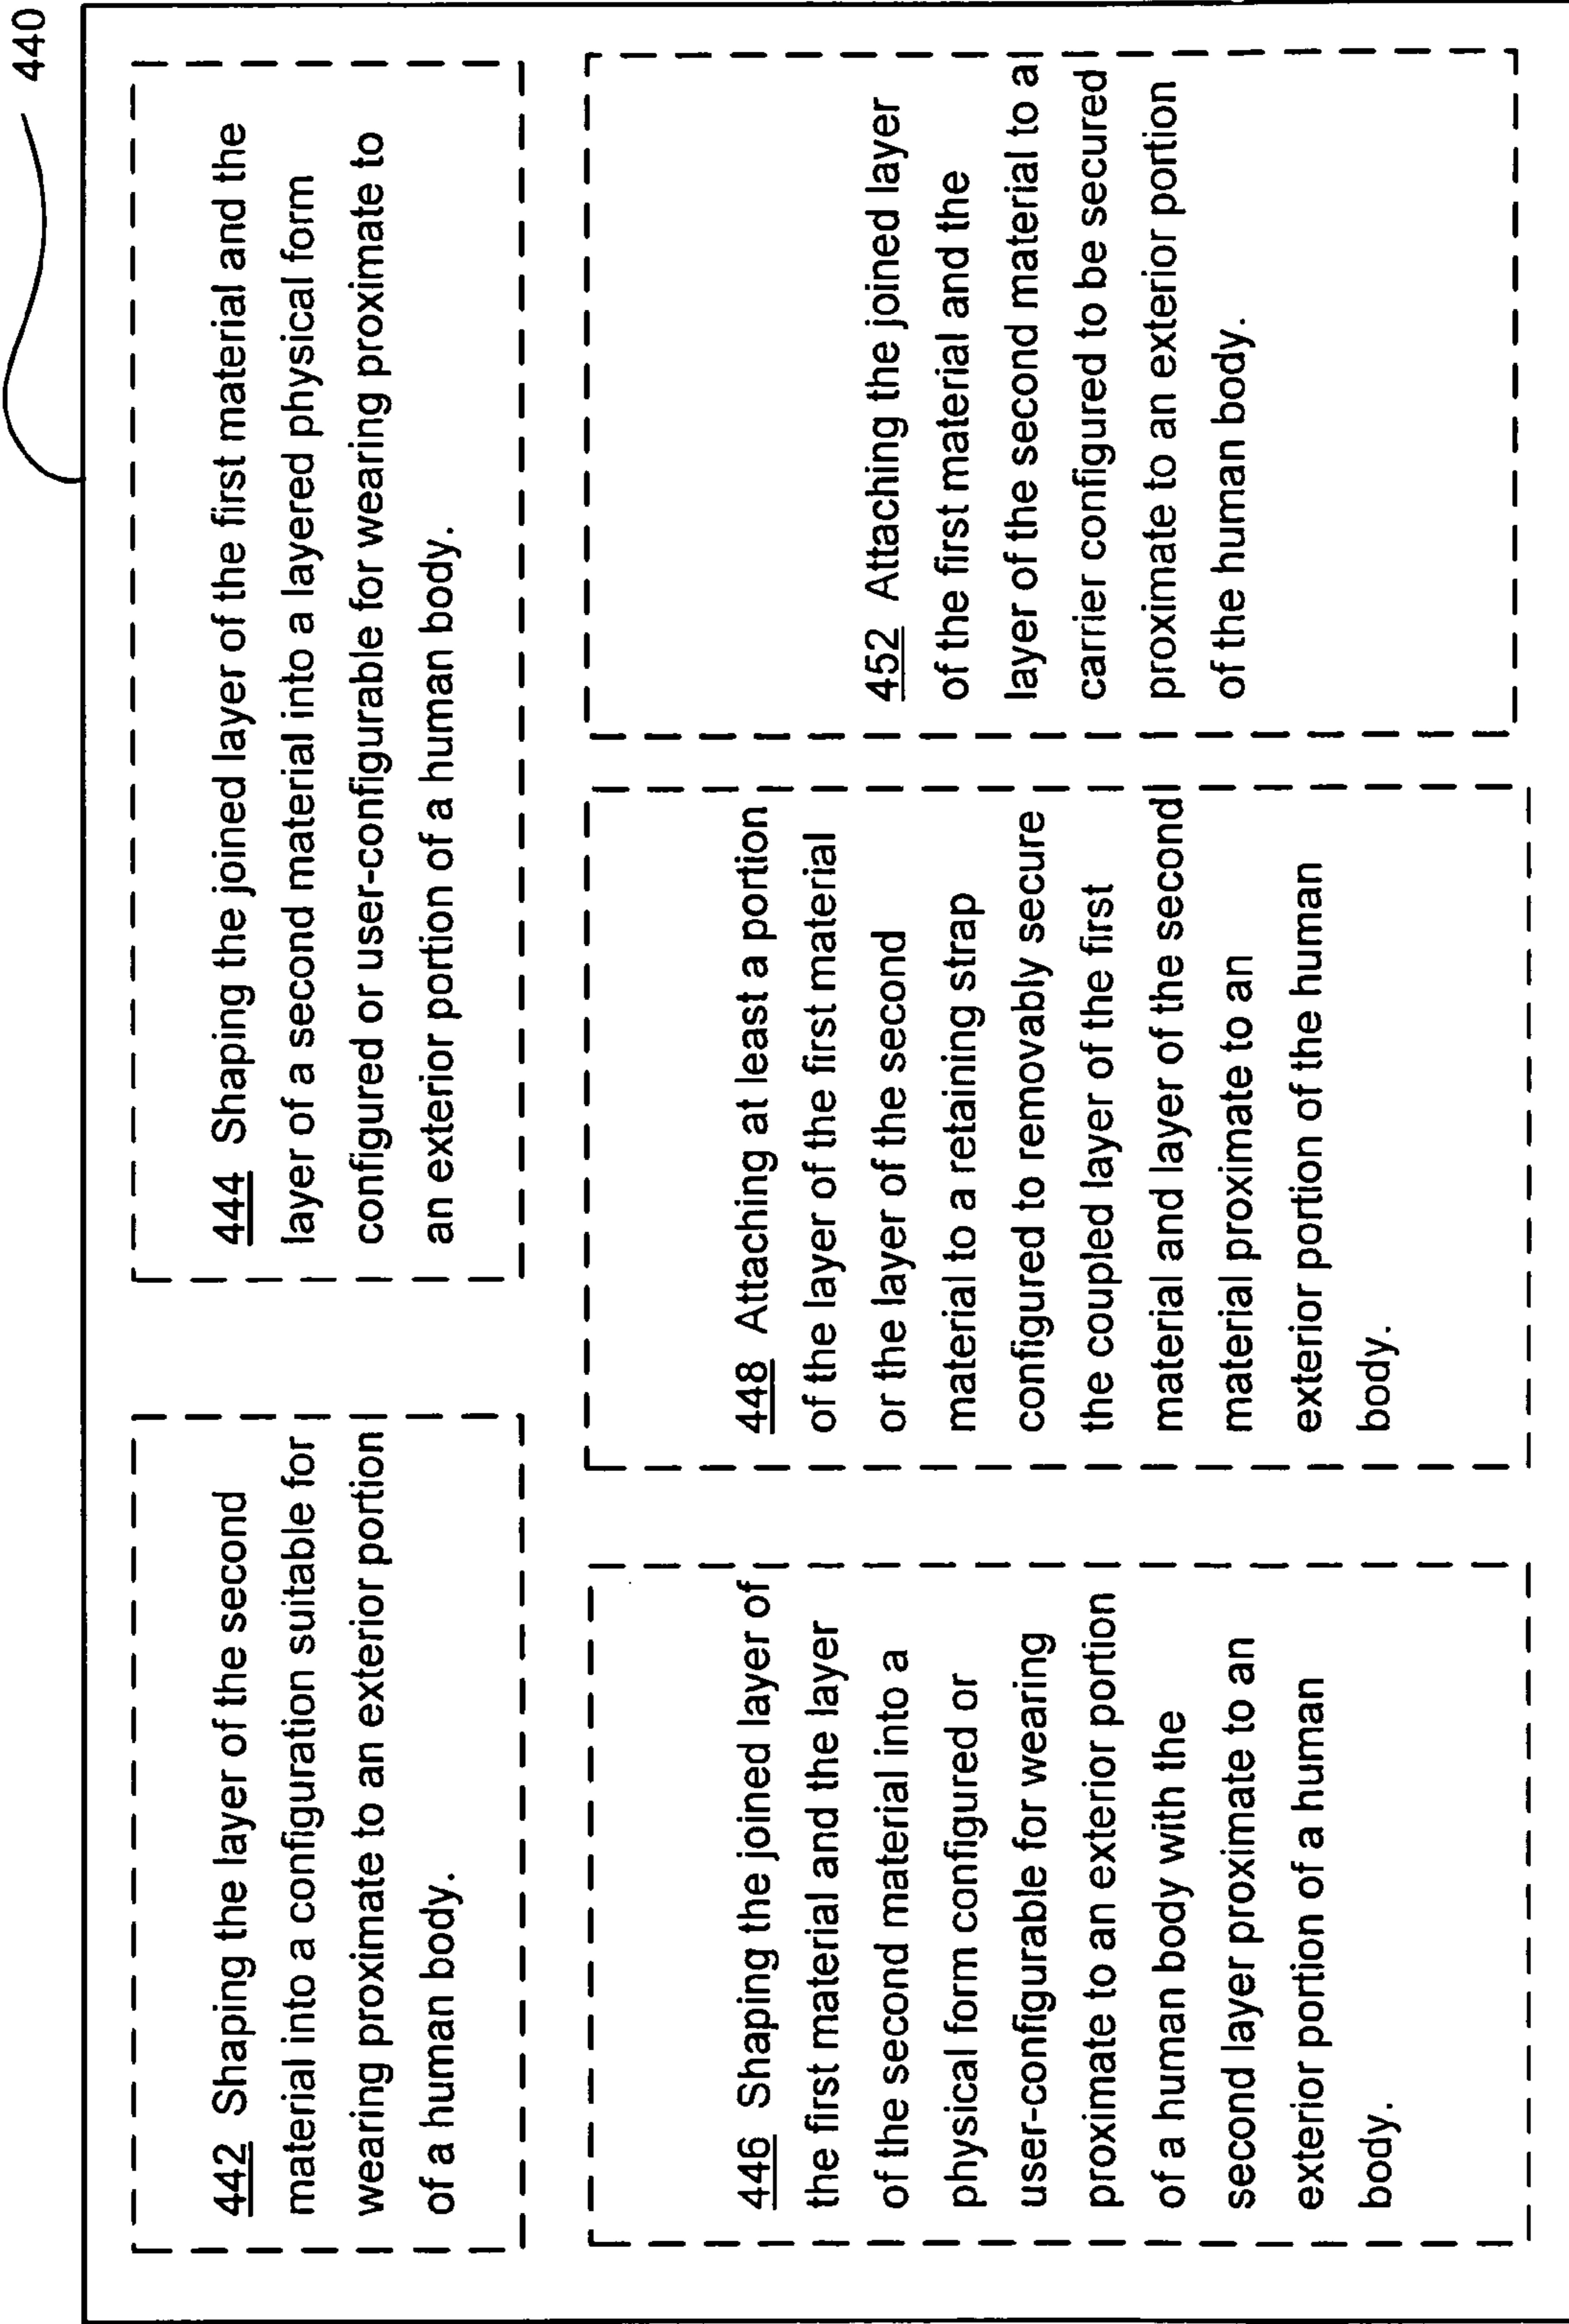 440
442 Shaping the layer of the second
material into a configuration suitable for
wearing proximate to an exterior portion
of a human body.
444 Shaping the joined layer of the first material and the
layer of a second material into a layered physical form
configured or user-configurable for wearing proximate to
an exterior portion of a human body.
446 Shaping the joined layer of
the first material and the layer
of the second material into a
physical form configured or
user-configurable for wearing
proximate to an exterior portion
of a human body with the
second layer proximate to an
exterior portion of a human
body.
448 Attaching at least a portion
of the layer of the first material
or the layer of the second
material to a retaining strap
configured to removably secure
the coupled layer of the first
material and layer of the second
material proximate to an
exterior portion of the human
body.
452 Attaching the joined layer
of the first material and the
layer of the second material to a
carrier configured to be secured
proximate to an exterior portion
of the human body.